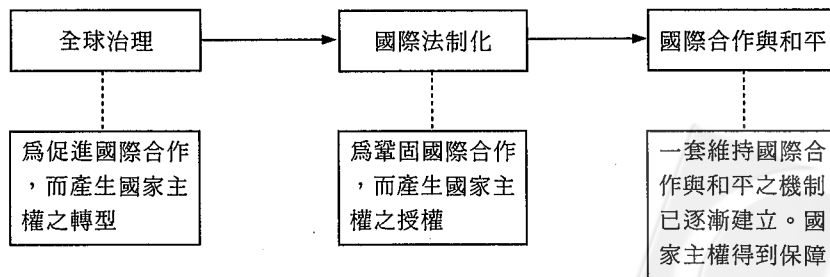 全球治理
國際法制化
國際合作與和平
爲促進國際合作
，而產生國家主
權之轉型
爲鞏固國際合作
，而產生國家主
權之授權
一套維持國際合
作與和平之機制
已逐漸建立。國
家主權得到保障